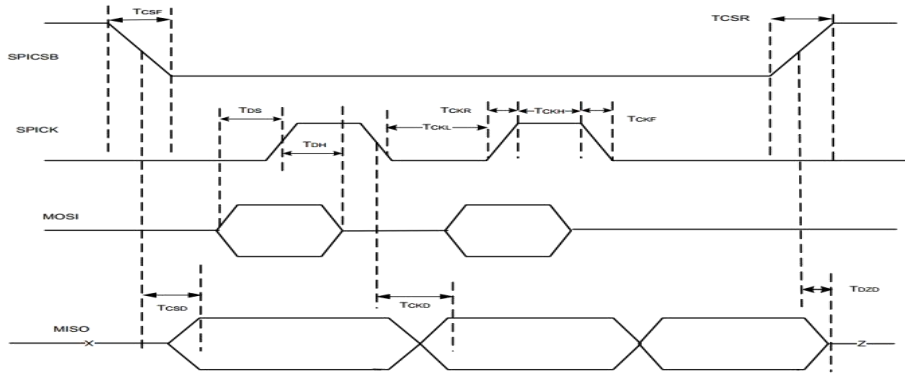 TCSF
TCSR
SPICSB
TDS
TCKR
TCKH
SPICK
TCKL
TCKF
TDH
MOSI
TCSD
TCKD
TDZD
MISO
X
Z